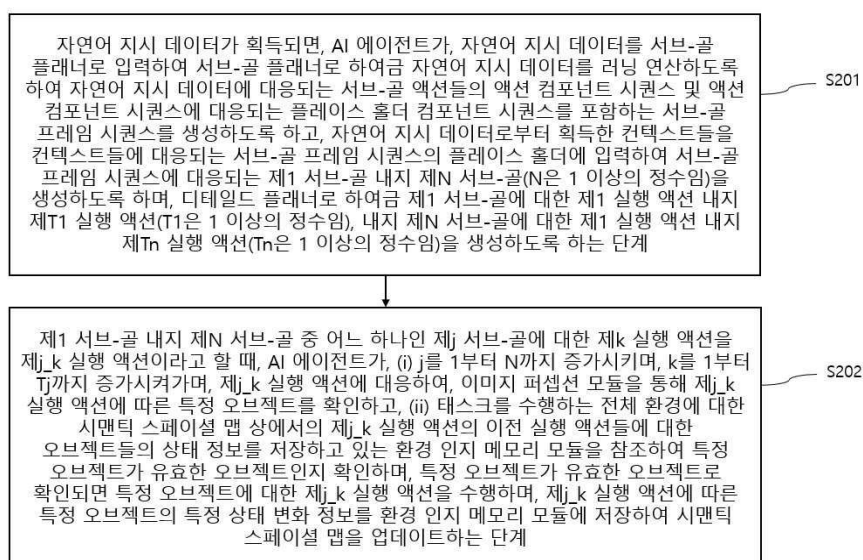 자연어 지시 데이터가 획득되면, AI 에이전트가, 자연어 지시 데이터를 서브-골
플래너로 입력하여 서브-골 플래너로 하여금 자연어 지시 데이터를 러닝 연산하도록
하여 자연어 지시 데이터에 대응되는 서브-골 액션들의 액션 컴포넌트 시퀀스 및 액션
컴포넌트 시퀀스에 대응되는 플레이스 홀더 컴포넌트 시퀀스를 포함하는 서브-골
프레임 시퀀스를 생성하도록 하고, 자연어 지시 데이터로부터 획득한 컨텍스트들을
컨텍스트들에 대응되는 서브-골 프레임 시퀀스의 플레이스 홀더에 입력하여 서브-골
프레임 시퀀스에 대응되는 제1 서브-골 내지 제N 서브-골(N은 1 이상의 정수임)을
생성하도록 하며, 디테일드 플래너로 하여금 제1 서브-골에 대한 제1 실행 액션 내지
제T1 실행 액션(T1은 1 이상의 정수임), 내지 제N 서브-골에 대한 제1 실행 액션 내지
제Tn 실행 액션(Tn은 1 이상의 정수임)을 생성하도록 하는 단계
S201
제1 서브-골 내지 제N 서브-골 중 어느 하나인 제j 서브-골에 대한 제k 실행 액션을
제j_k 실행 액션이라고 할 때, AI 에이전트가, (i) j를 1부터 N까지 증가시키며, k를 1부터
Tj까지 증가시켜가며, 제j_k 실행 액션에 대응하여, 이미지 퍼셉션 모듈을 통해 제j_k
실행 액션에 따른 특정 오브젝트를 확인하고, (ii) 태스크를 수행하는 전체 환경에 대한
시맨틱 스페이셜 맵 상에서의 제j_k 실행 액션의 이전 실행 액션들에 대한
오브젝트들의 상태 정보를 저장하고 있는 환경 인지 메모리 모듈을 참조하여 특정
오브젝트가 유효한 오브젝트인지 확인하며, 특정 오브젝트가 유효한 오브젝트로
확인되면 특정 오브젝트에 대한 제j_k 실행 액션을 수행하며, 제j_k 실행 액션에 따른
특정 오브젝트의 특정 상태 변화 정보를 환경 인지 메모리 모듈에 저장하여 시맨틱
스페이셜 맵을 업데이트하는 단계
S202